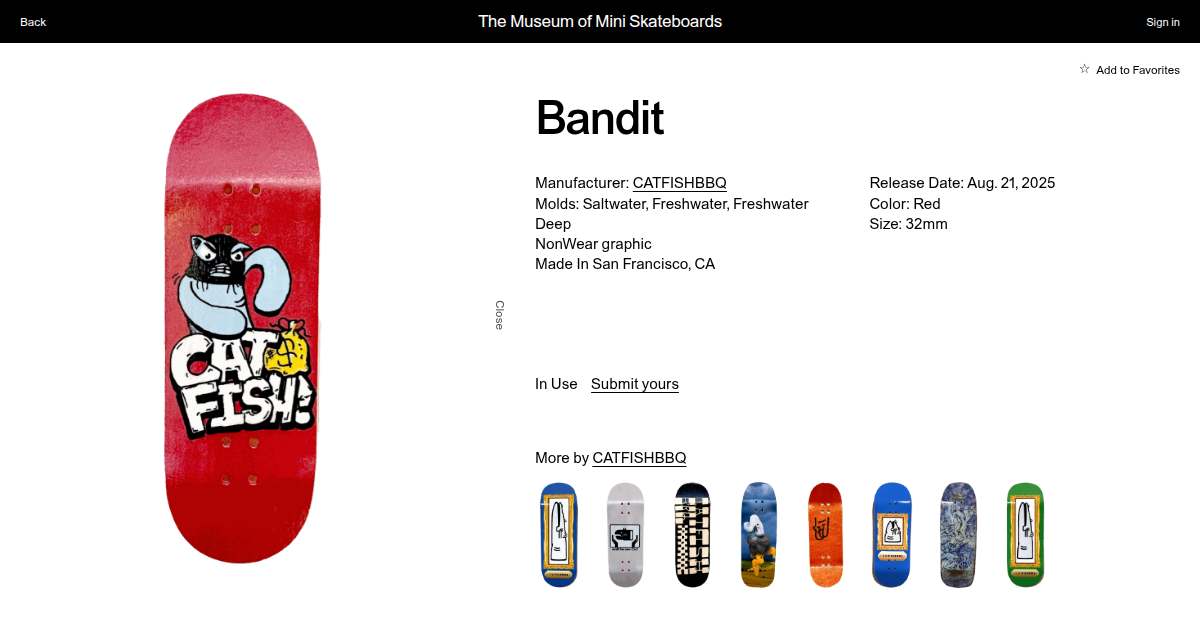 Back
The Museum of Mini Skateboards
Sign in
☆ Add to Favorites
Bandit
Manufacturer: CATFISHBBQ
Molds: Saltwater, Freshwater, Freshwater
Deep
NonWear graphic
Made In San Francisco, CA
Release Date: Aug. 21, 2025
Color: Red
Size: 32mm
CAT
$
FISH!
Close
In Use Submit yours
More by CATFISHBBQ